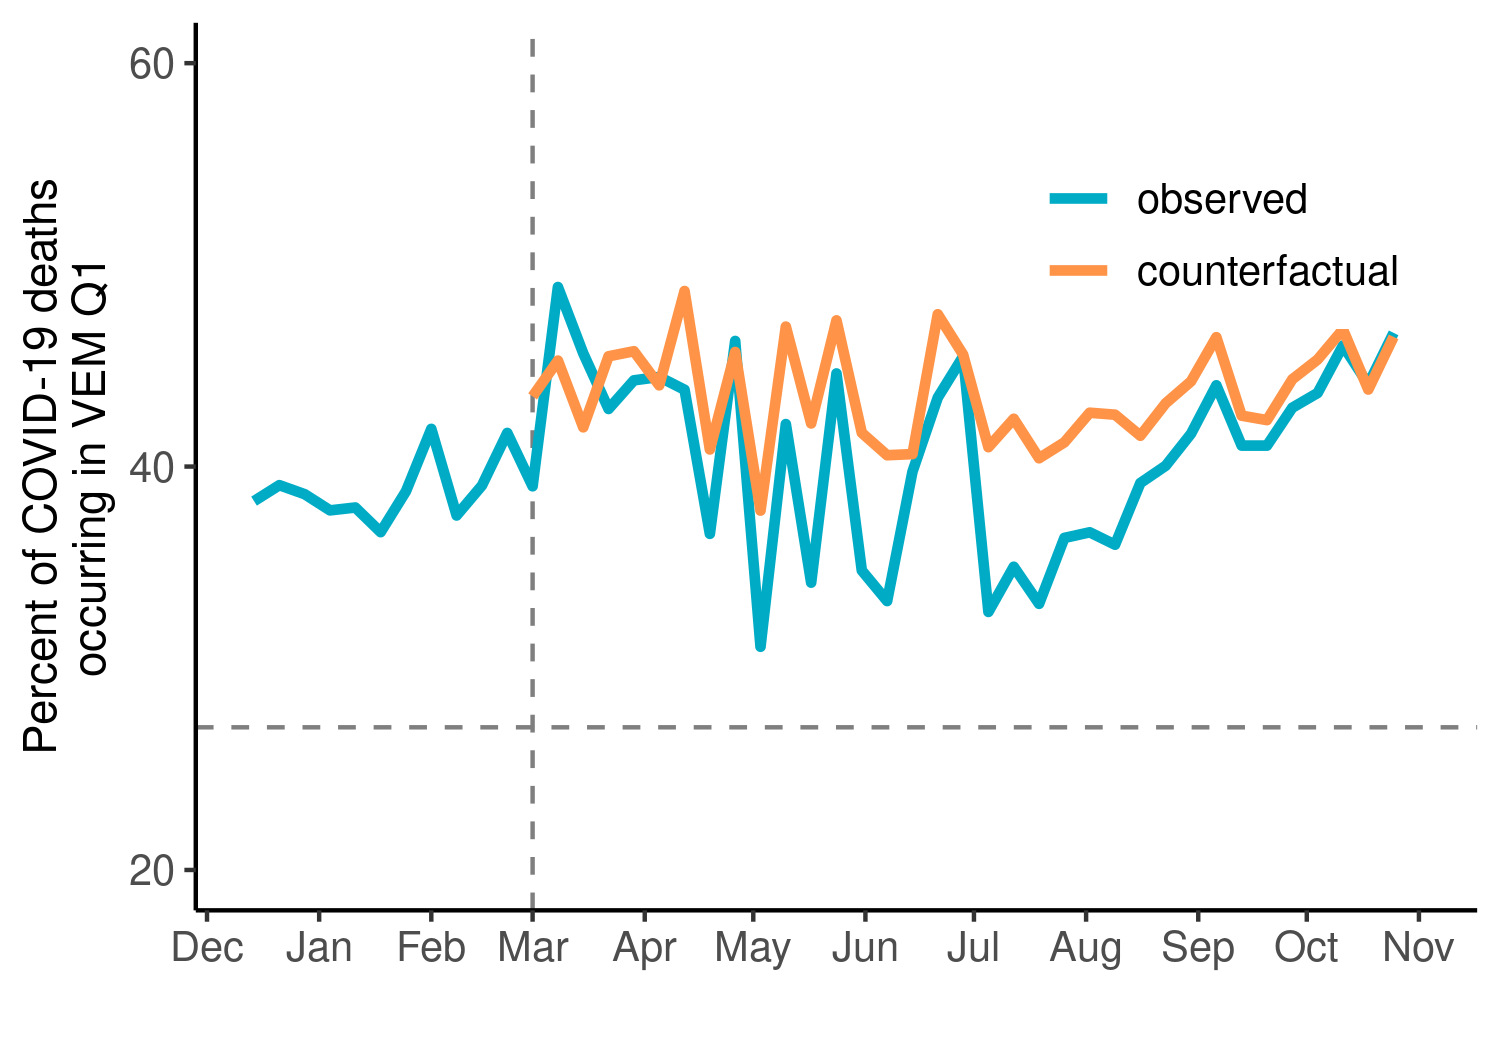 Percent of COVID-19 deaths
occurring in VEM Q1
60
40
20
observed
counterfactual
Dec Jan Feb Mar Apr May Jun Jul Aug Sep Oct Nov